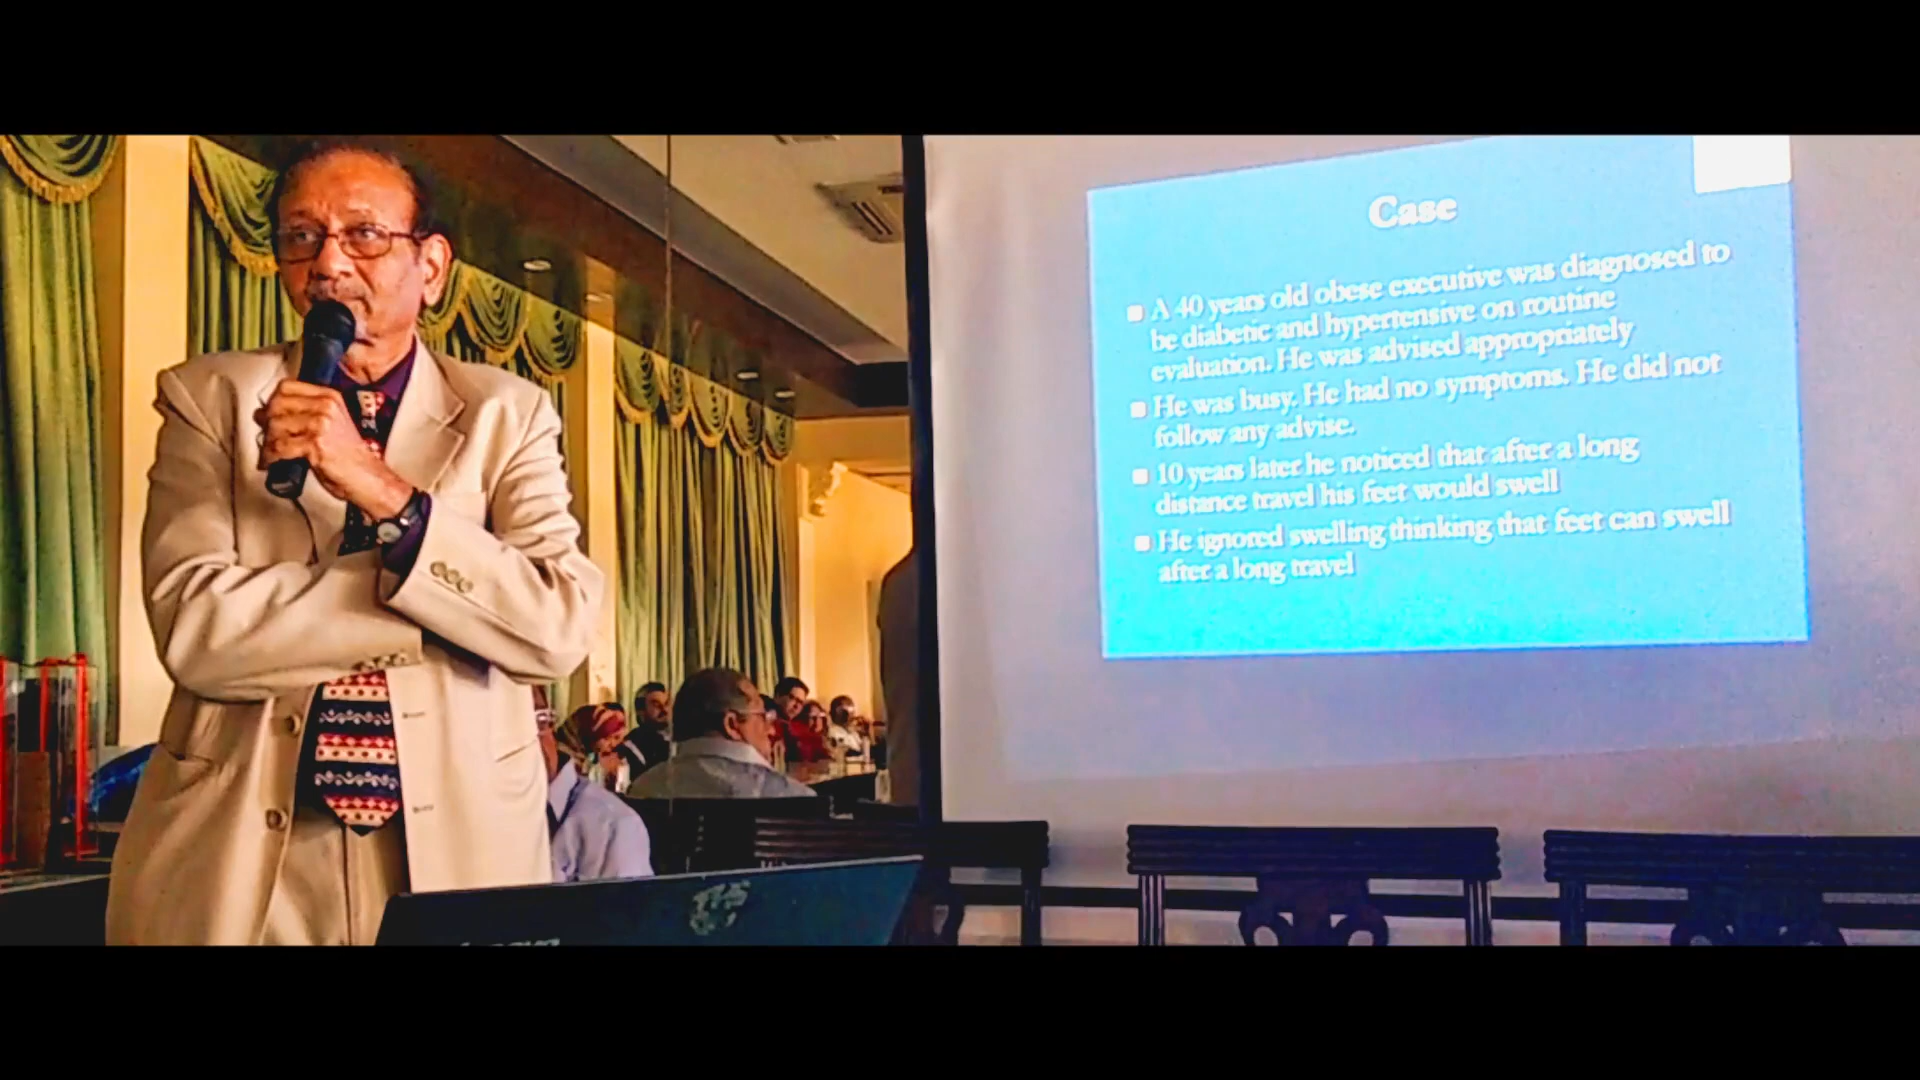 Case
A 40 years old obese executive was diagnosed to
be diabetic and hypertensive on routine
evaluation. He was advised appropriately
He was busy. He had no symptoms. He did not
follow any advise.
10 years later he noticed that after a long
distance travel his feet would swell
He ignored swelling thinking that feet can swell
after a long travel